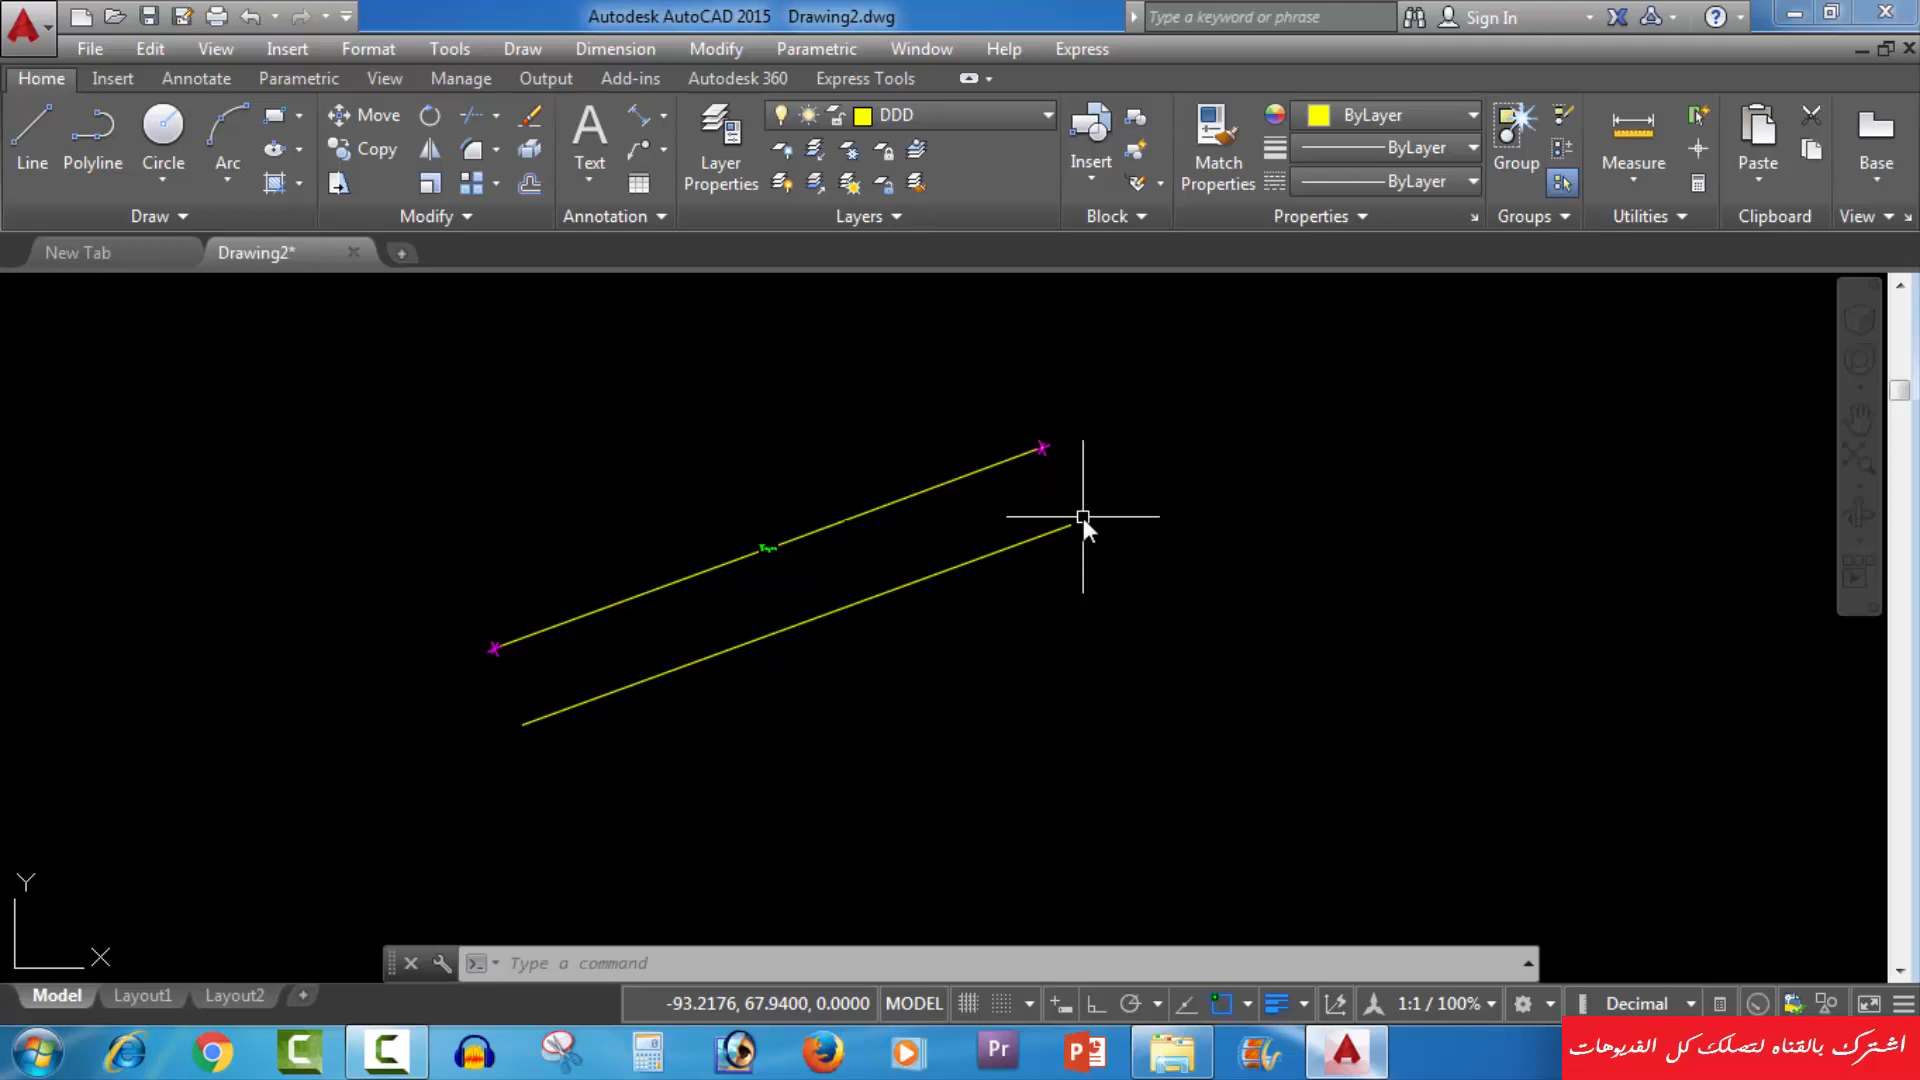 Autodesk AutoCAD 2015 Drawing2.dwg
Type a keyword or phrase
Sign In
File Edit View Insert Format Tools Draw Dimension Modify Parametric Window Help Express
Home Insert Annotate Parametric View Manage Output Add-ins Autodesk 360 Express Tools
Move DDD ByLayer
Copy ByLayer
Line Polyline Circle Arc Text Layer Properties Insert Match Properties ByLayer Group Measure Paste Base
Draw Modify Annotation Layers Block Properties Groups Utilities Clipboard View
New Tab Drawing2*
Y
X
Type a command
Model Layout1 Layout2
-93.2176, 67.9400, 0.0000 MODEL 1:1 / 100% Decimal
Pr
اشترك بالقناه لتصلك كل الفديوهات